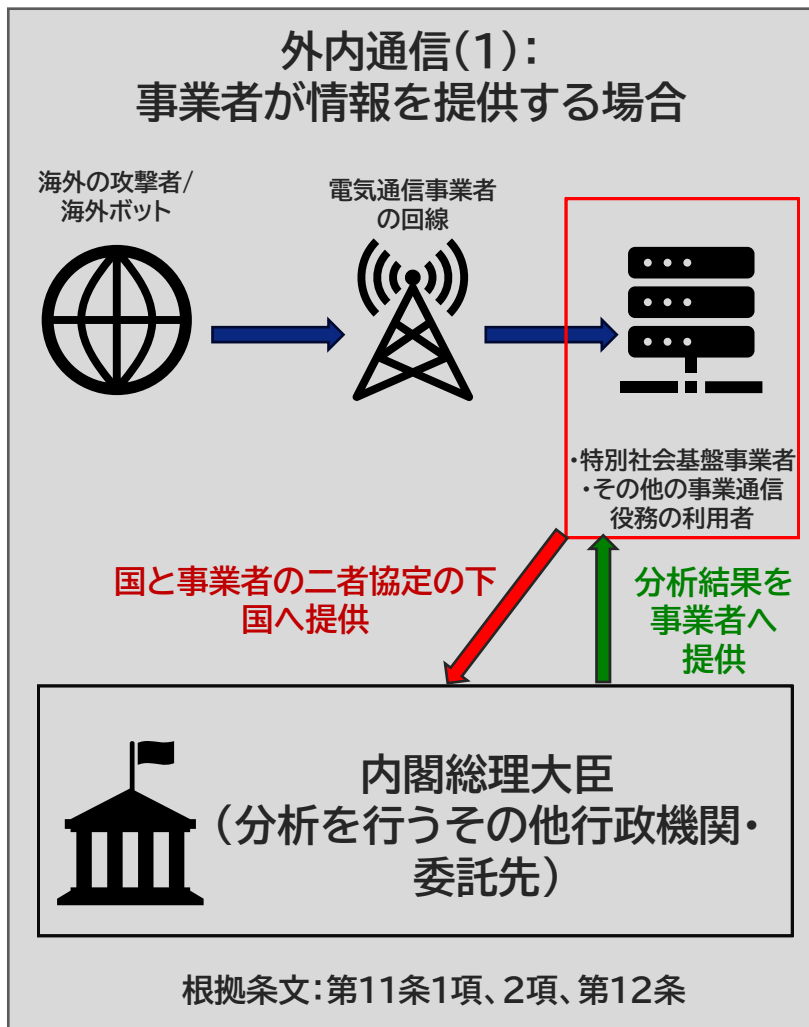 外内通信(1)：
事業者が情報を提供する場合
海外の攻撃者/
海外ボット
電気通信事業者
の回線
・特別社会基盤事業者
・その他の事業通信
役務の利用者
国と事業者の二者協定の下
国へ提供
分析結果を
事業者へ
提供
内閣総理大臣
（分析を行うその他行政機関・
委託先）
根拠条文：第11条1項、2項、第12条